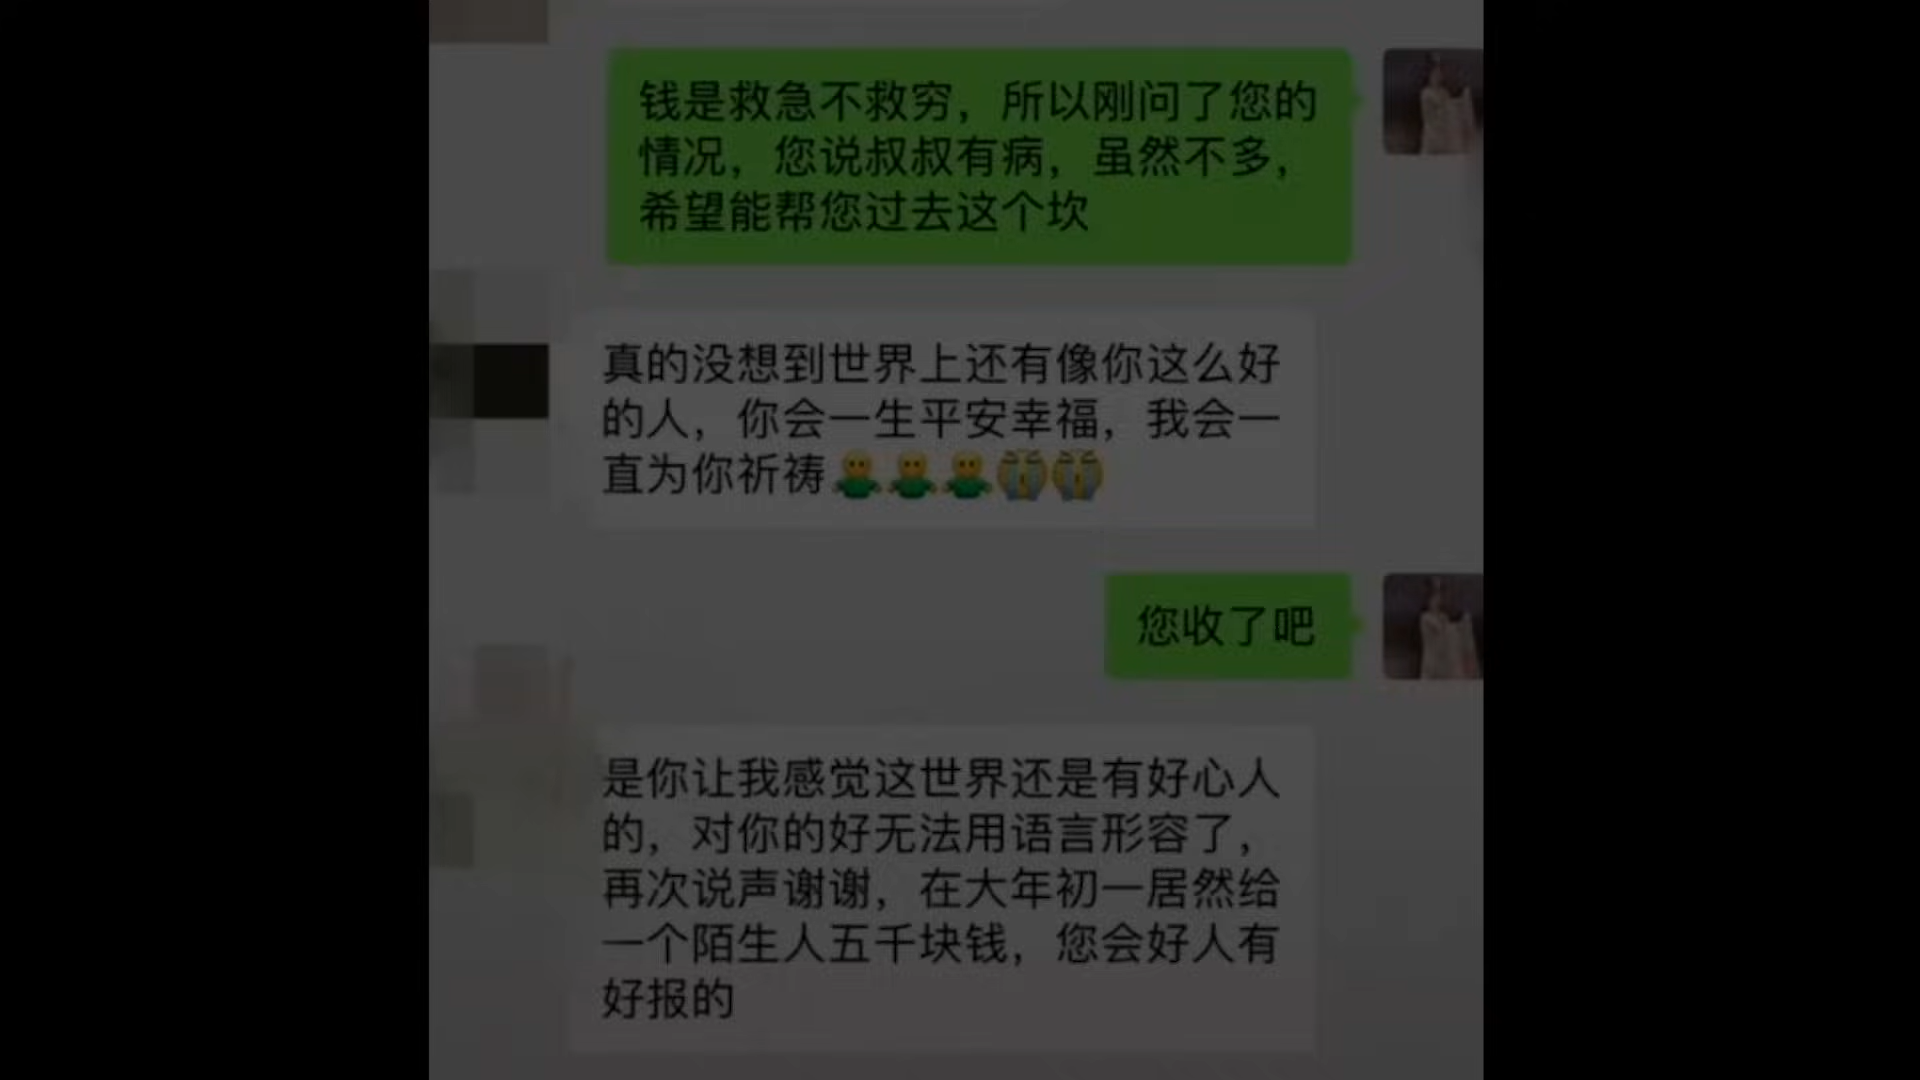 钱是救急不救穷，所以刚问了您的
情况，您说叔叔有病，虽然不多，
希望能帮您过去这个坎
真的没想到世界上还有像你这么好
的人，你会一生平安幸福，我会一
直为你祈祷
您收了吧
是你让我感觉这世界还是有好心人
的，对你的好无法用语言形容了，
再次说声谢谢，在大年初一居然给
一个陌生人五千块钱，您会好人有
好报的